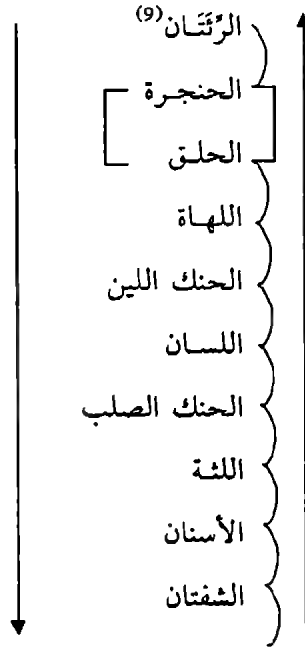 الرِّئَتَان(9)
الحنجرة
الحلق
اللهاة
الحنك اللين
اللسان
الحنك الصلب
اللثة
الأسنان
الشفتان